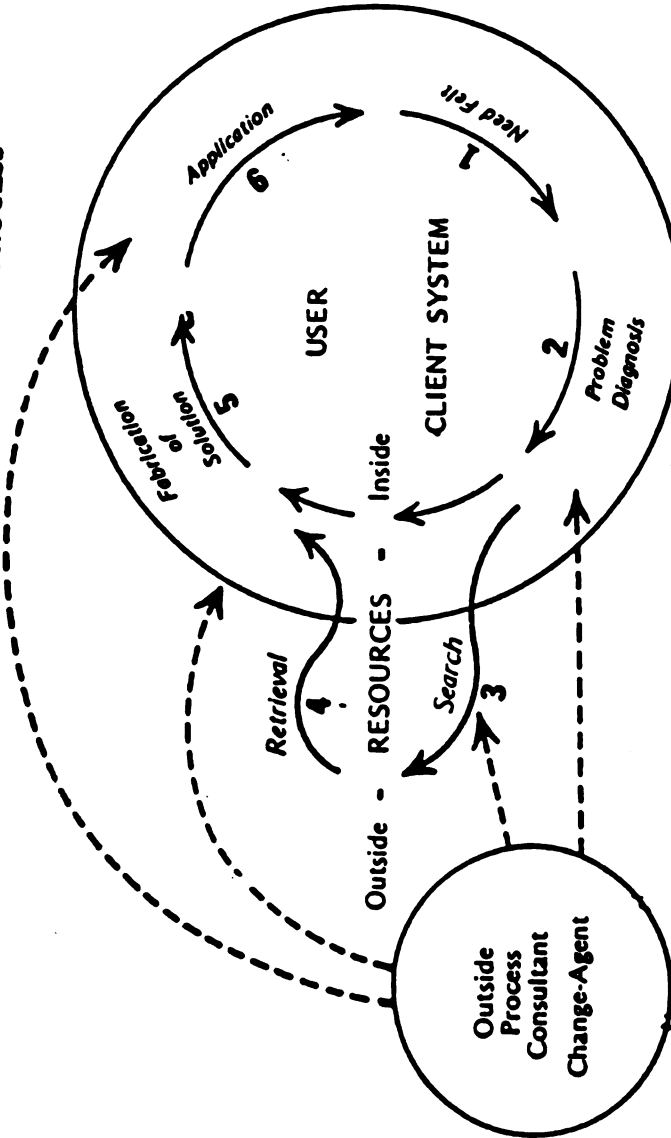 Need Felt
1
2
Problem
Diagnosis
Search
3
Retrieval
4
Fabrication
of
Solution
5
Application
6
USER
CLIENT SYSTEM
Outside - RESOURCES - Inside
Outside
Process
Consultant
Change-Agent